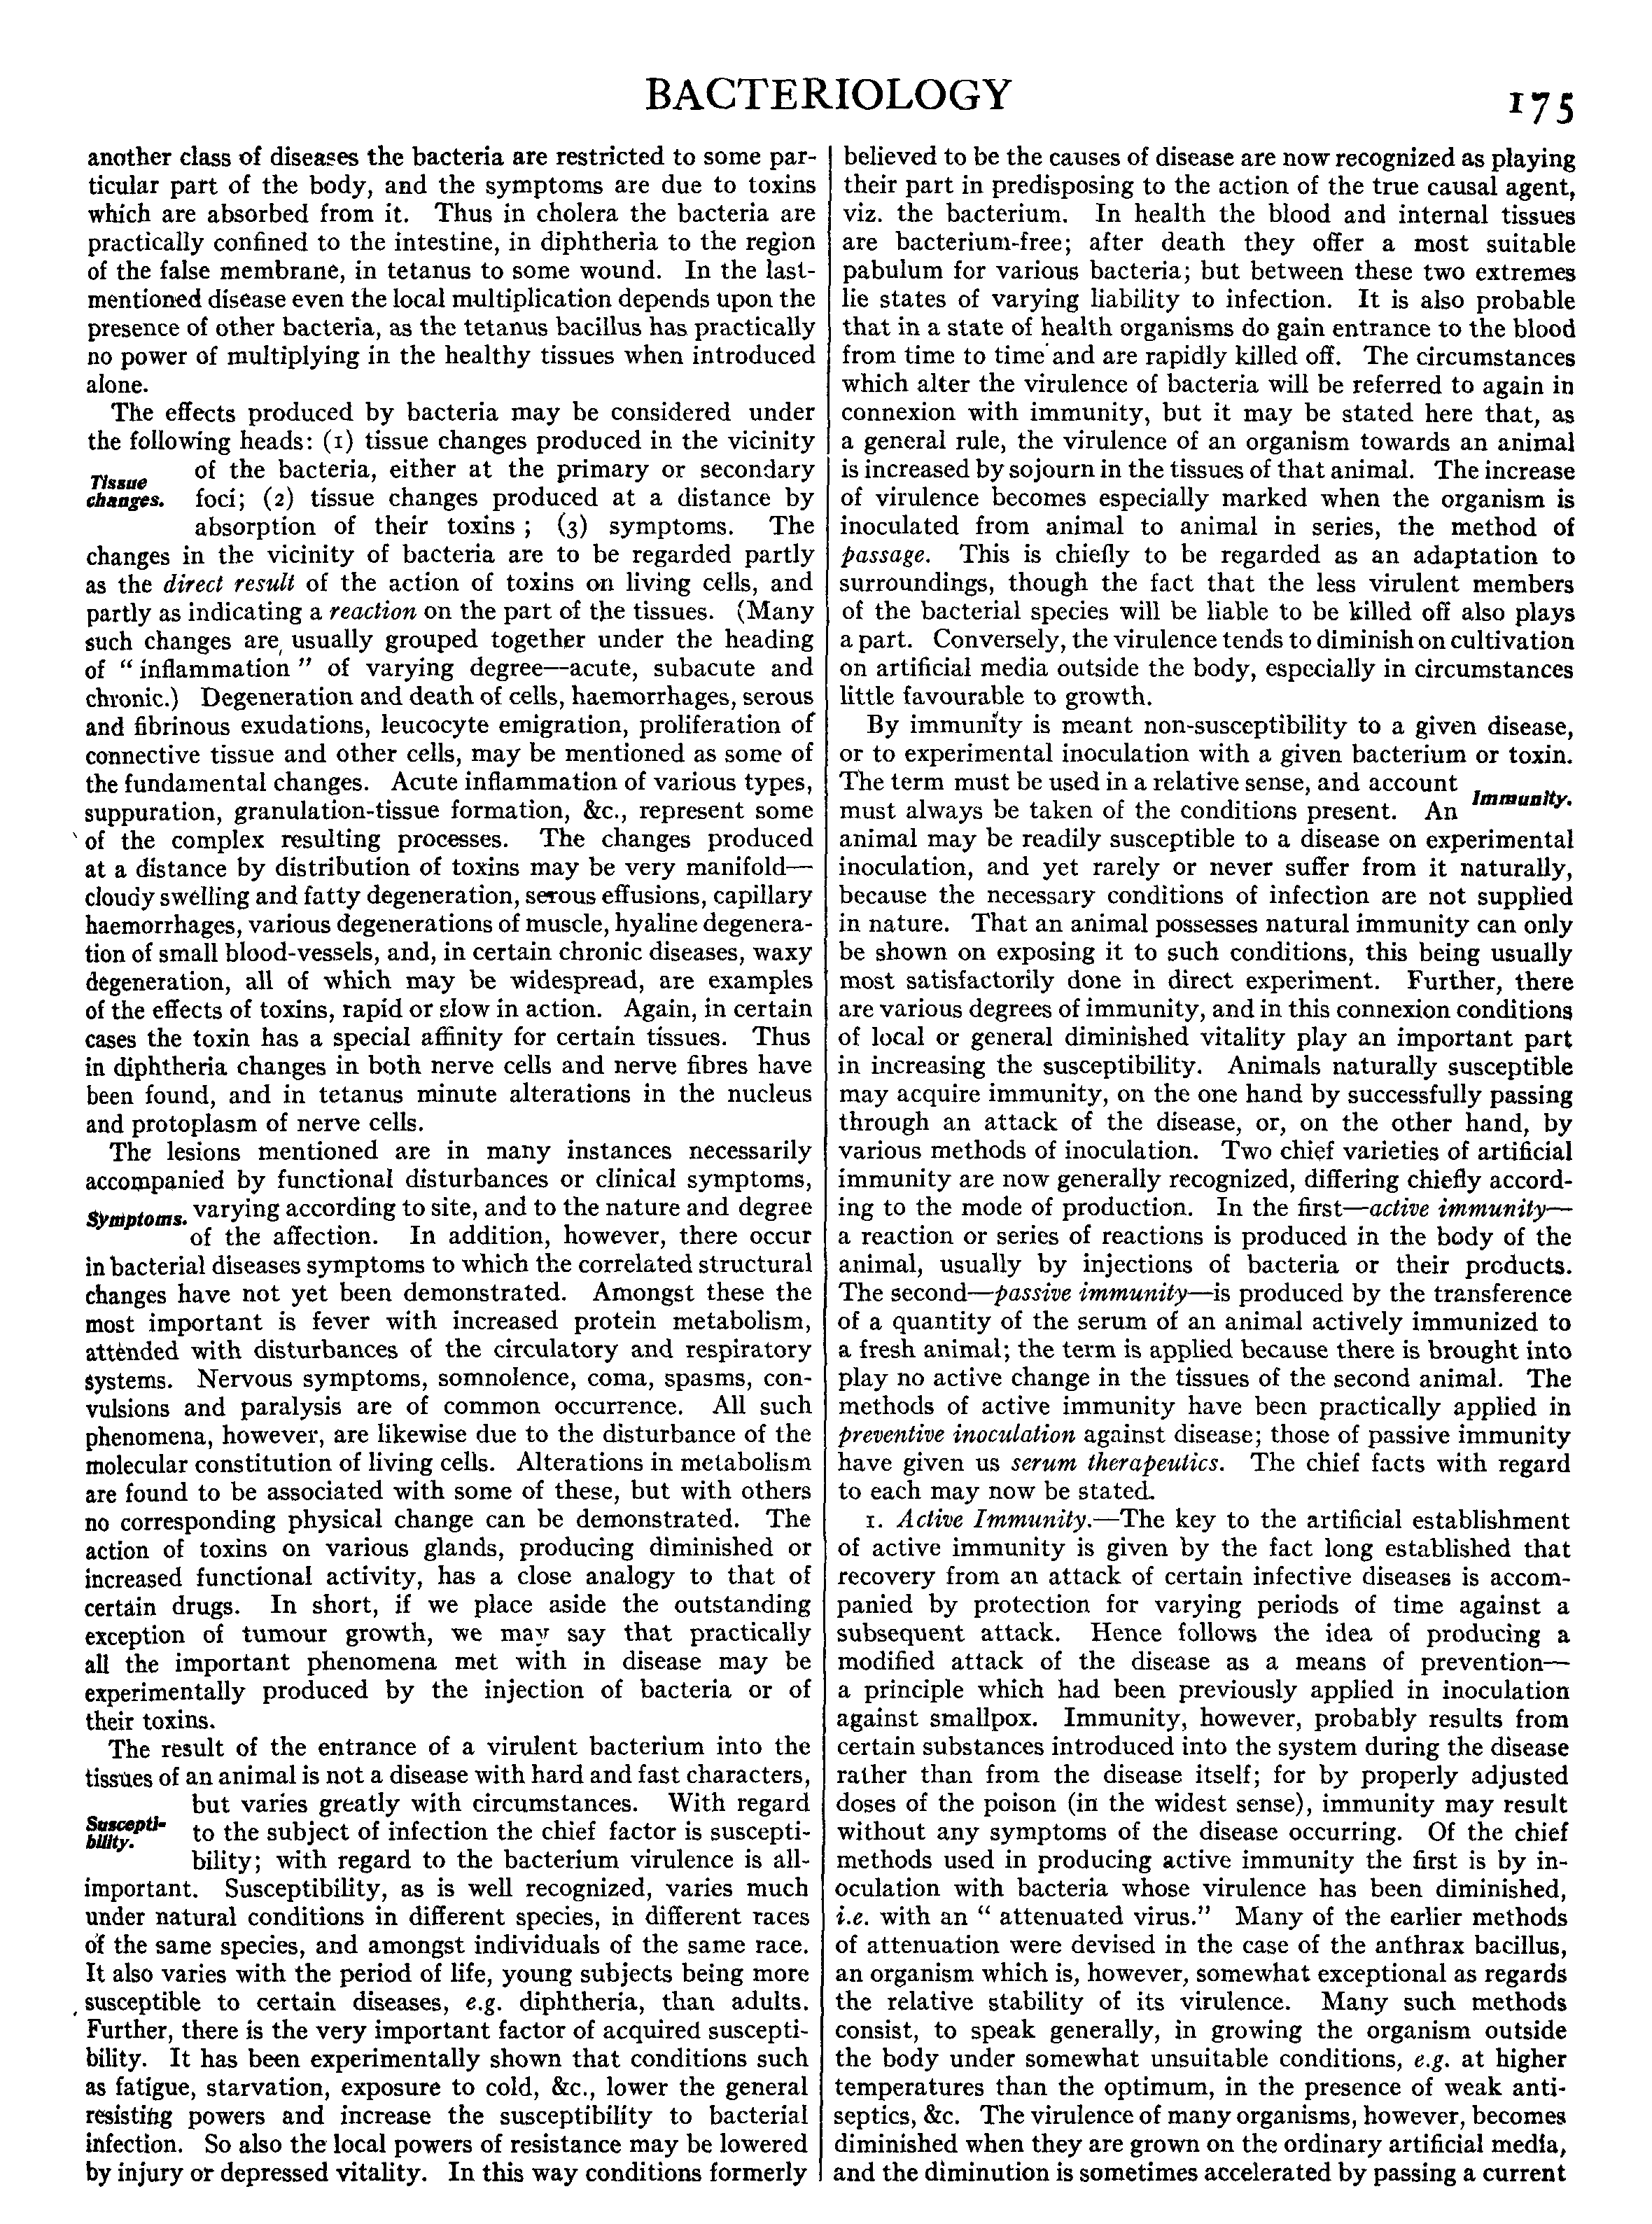 BACTERIOLOGY
175
another class of diseases the bacteria are restricted to some par-
ticular part of the body, and the symptoms are due to toxins
which are absorbed from it. Thus in cholera the bacteria are
practically confined to the intestine, in diphtheria to the region
of the false membrane, in tetanus to some wound. In the last-
mentioned disease even the local multiplication depends upon the
presence of other bacteria, as the tetanus bacillus has practically
no power of multiplying in the healthy tissues when introduced
alone.
The effects produced by bacteria may be considered under
the following heads: (1) tissue changes produced in the vicinity
Tissue
changes.
of the bacteria, either at the primary or secondary
foci; (2) tissue changes produced at a distance by
absorption of their toxins; (3) symptoms. The
changes in the vicinity of bacteria are to be regarded partly
as the direct result of the action of toxins on living cells, and
partly as indicating a reaction on the part of the tissues. (Many
such changes are usually grouped together under the heading
of “inflammation” of varying degree—acute, subacute and
chronic.) Degeneration and death of cells, haemorrhages, serous
and fibrinous exudations, leucocyte emigration, proliferation of
connective tissue and other cells, may be mentioned as some of
the fundamental changes. Acute inflammation of various types,
suppuration, granulation-tissue formation, &c., represent some
of the complex resulting processes. The changes produced
at a distance by distribution of toxins may be very manifold—
cloudy swelling and fatty degeneration, serous effusions, capillary
haemorrhages, various degenerations of muscle, hyaline degenera-
tion of small blood-vessels, and, in certain chronic diseases, waxy
degeneration, all of which may be widespread, are examples
of the effects of toxins, rapid or slow in action. Again, in certain
cases the toxin has a special affinity for certain tissues. Thus
in diphtheria changes in both nerve cells and nerve fibres have
been found, and in tetanus minute alterations in the nucleus
and protoplasm of nerve cells.
The lesions mentioned are in many instances necessarily
accompanied by functional disturbances or clinical symptoms,
Symptoms.
varying according to site, and to the nature and degree
of the affection. In addition, however, there occur
in bacterial diseases symptoms to which the correlated structural
changes have not yet been demonstrated. Amongst these the
most important is fever with increased protein metabolism,
attended with disturbances of the circulatory and respiratory
systems. Nervous symptoms, somnolence, coma, spasms, con-
vulsions and paralysis are of common occurrence. All such
phenomena, however, are likewise due to the disturbance of the
molecular constitution of living cells. Alterations in metabolism
are found to be associated with some of these, but with others
no corresponding physical change can be demonstrated. The
action of toxins on various glands, producing diminished or
increased functional activity, has a close analogy to that of
certain drugs. In short, if we place aside the outstanding
exception of tumour growth, we may say that practically
all the important phenomena met with in disease may be
experimentally produced by the injection of bacteria or of
their toxins.
The result of the entrance of a virulent bacterium into the
tissues of an animal is not a disease with hard and fast characters,
Suscepti-
bility.
but varies greatly with circumstances. With regard
to the subject of infection the chief factor is suscepti-
bility; with regard to the bacterium virulence is all-
important. Susceptibility, as is well recognized, varies much
under natural conditions in different species, in different races
of the same species, and amongst individuals of the same race.
It also varies with the period of life, young subjects being more
susceptible to certain diseases, e.g. diphtheria, than adults.
Further, there is the very important factor of acquired suscepti-
bility. It has been experimentally shown that conditions such
as fatigue, starvation, exposure to cold, &c., lower the general
resisting powers and increase the susceptibility to bacterial
infection. So also the local powers of resistance may be lowered
by injury or depressed vitality. In this way conditions formerly
believed to be the causes of disease are now recognized as playing
their part in predisposing to the action of the true causal agent,
viz. the bacterium. In health the blood and internal tissues
are bacterium-free; after death they offer a most suitable
pabulum for various bacteria; but between these two extremes
lie states of varying liability to infection. It is also probable
that in a state of health organisms do gain entrance to the blood
from time to time and are rapidly killed off. The circumstances
which alter the virulence of bacteria will be referred to again in
connexion with immunity, but it may be stated here that, as
a general rule, the virulence of an organism towards an animal
is increased by sojourn in the tissues of that animal. The increase
of virulence becomes especially marked when the organism is
inoculated from animal to animal in series, the method of
passage. This is chiefly to be regarded as an adaptation to
surroundings, though the fact that the less virulent members
of the bacterial species will be liable to be killed off also plays
a part. Conversely, the virulence tends to diminish on cultivation
on artificial media outside the body, especially in circumstances
little favourable to growth.
By immunity is meant non-susceptibility to a given disease,
or to experimental inoculation with a given bacterium or toxin.
The term must be used in a relative sense, and account
Immunity.
must always be taken of the conditions present. An
animal may be readily susceptible to a disease on experimental
inoculation, and yet rarely or never suffer from it naturally,
because the necessary conditions of infection are not supplied
in nature. That an animal possesses natural immunity can only
be shown on exposing it to such conditions, this being usually
most satisfactorily done in direct experiment. Further, there
are various degrees of immunity, and in this connexion conditions
of local or general diminished vitality play an important part
in increasing the susceptibility. Animals naturally susceptible
may acquire immunity, on the one hand by successfully passing
through an attack of the disease, or, on the other hand, by
various methods of inoculation. Two chief varieties of artificial
immunity are now generally recognized, differing chiefly accord-
ing to the mode of production. In the first—active immunity—
a reaction or series of reactions is produced in the body of the
animal, usually by injections of bacteria or their products.
The second—passive immunity—is produced by the transference
of a quantity of the serum of an animal actively immunized to
a fresh animal; the term is applied because there is brought into
play no active change in the tissues of the second animal. The
methods of active immunity have been practically applied in
preventive inoculation against disease; those of passive immunity
have given us serum therapeutics. The chief facts with regard
to each may now be stated.
1. Active Immunity.—The key to the artificial establishment
of active immunity is given by the fact long established that
recovery from an attack of certain infective diseases is accom-
panied by protection for varying periods of time against a
subsequent attack. Hence follows the idea of producing a
modified attack of the disease as a means of prevention—
a principle which had been previously applied in inoculation
against smallpox. Immunity, however, probably results from
certain substances introduced into the system during the disease
rather than from the disease itself; for by properly adjusted
doses of the poison (in the widest sense), immunity may result
without any symptoms of the disease occurring. Of the chief
methods used in producing active immunity the first is by in-
oculation with bacteria whose virulence has been diminished,
i.e. with an “attenuated virus.” Many of the earlier methods
of attenuation were devised in the case of the anthrax bacillus,
an organism which is, however, somewhat exceptional as regards
the relative stability of its virulence. Many such methods
consist, to speak generally, in growing the organism outside
the body under somewhat unsuitable conditions, e.g. at higher
temperatures than the optimum, in the presence of weak anti-
septics, &c. The virulence of many organisms, however, becomes
diminished when they are grown on the ordinary artificial media,
and the diminution is sometimes accelerated by passing a current